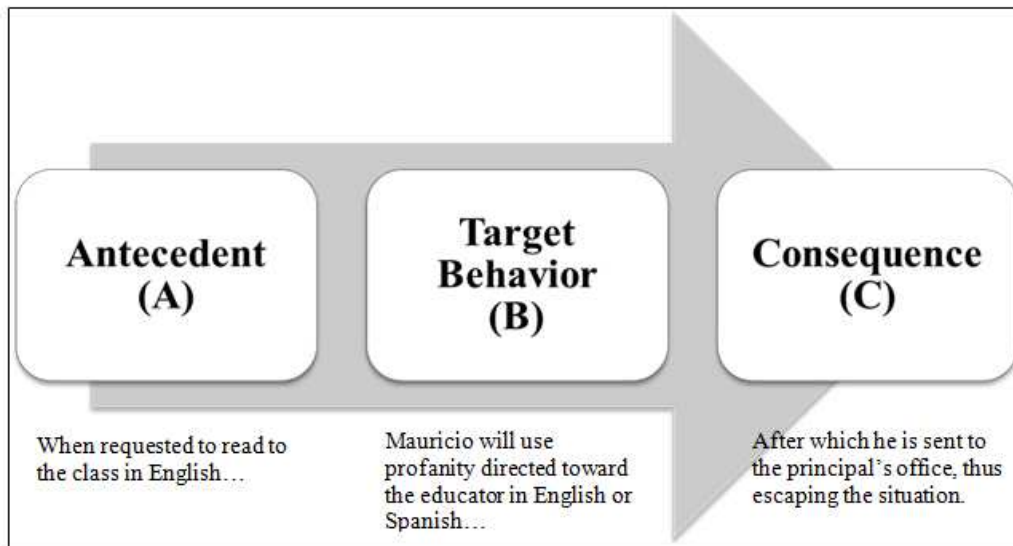 Antecedent
(A)
Target
Behavior
(B)
Consequence
(C)
When requested to read to
the class in English…
Mauricio will use
profanity directed toward
the educator in English or
Spanish…
After which he is sent to
the principal's office, thus
escaping the situation.